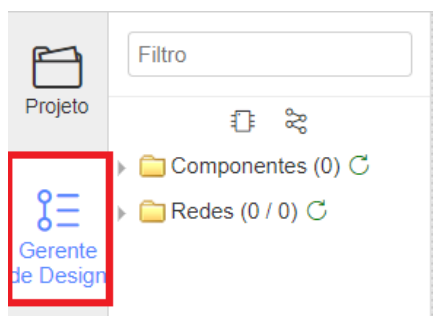 Projeto
Gerente
de Design
Filtro
Componentes (0)
Redes (0 / 0)